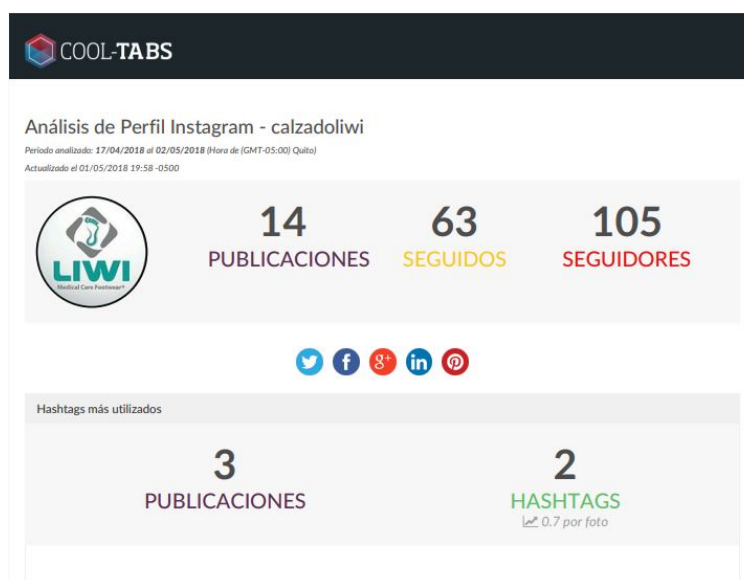 COOL-TABS
Análisis de Perfil Instagram - calzadoliwi
Periodo analizado: 17/04/2018 al 02/05/2018 (Hora de (GMT-05:00) Quito)
Actualizado el 01/05/2018 19:58 -0500
LIWI
Medical Care Footwear®
14
PUBLICACIONES
63
SEGUIDOS
105
SEGUIDORES
Hashtags más utilizados
3
PUBLICACIONES
2
HASHTAGS
0.7 por foto